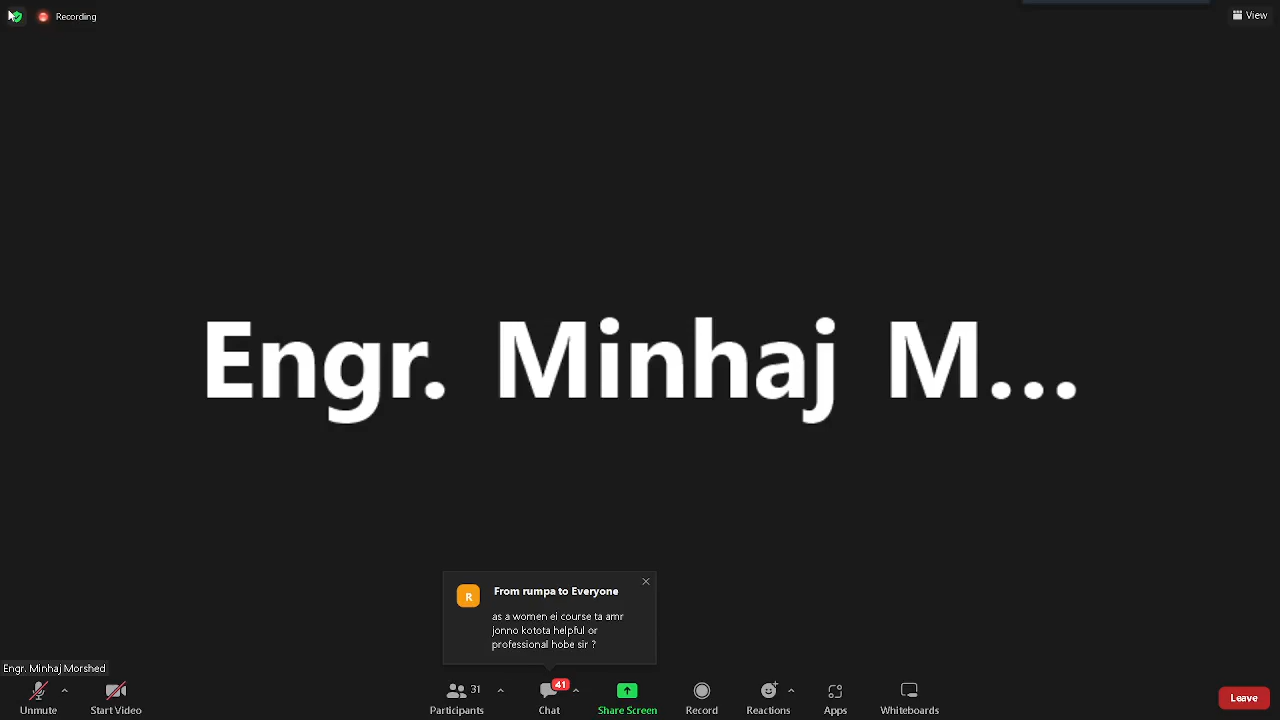 Recording
View
Engr. Minhaj M...
R
From rumpa to Everyone
as a women ei course ta amr
jonno kotota helpful or
professional hobe sir ?
Engr. Minhaj Morshed
Unmute
Start Video
31
Participants
41
Chat
Share Screen
Record
Reactions
Apps
Whiteboards
Leave